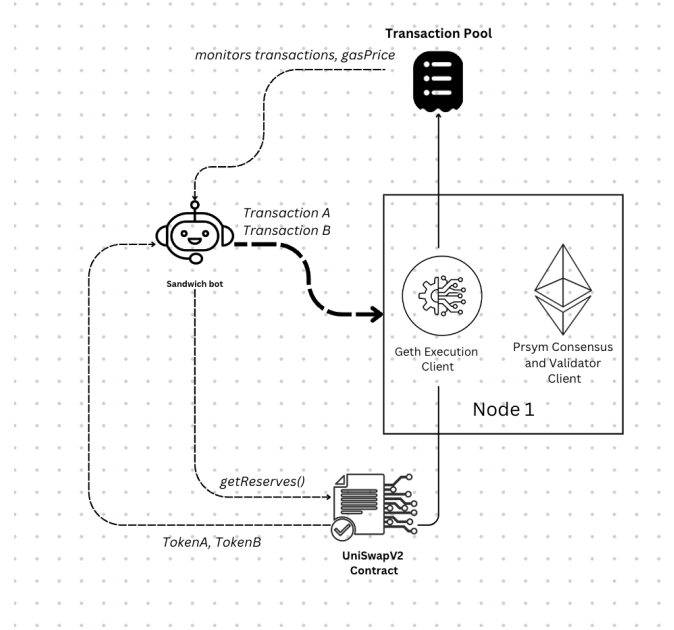 Transaction Pool
monitors transactions, gasPrice
Transaction A
Transaction B
Sandwich bot
Geth Execution
Client
Prsym Consensus
and Validator
Client
Node 1
getReserves()
TokenA, TokenB
UniSwapV2
Contract